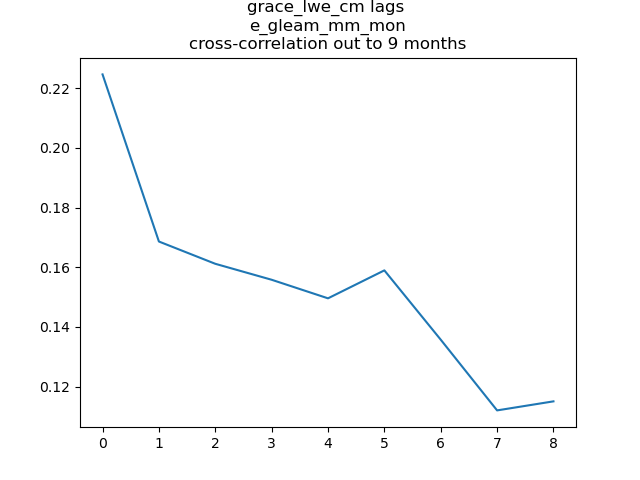 grace_lwe_cm lags
e_gleam_mm_mon
cross-correlation out to 9 months
0.22
0.20
0.18
0.16
0.14
0.12
0 1 2 3 4 5 6 7 8